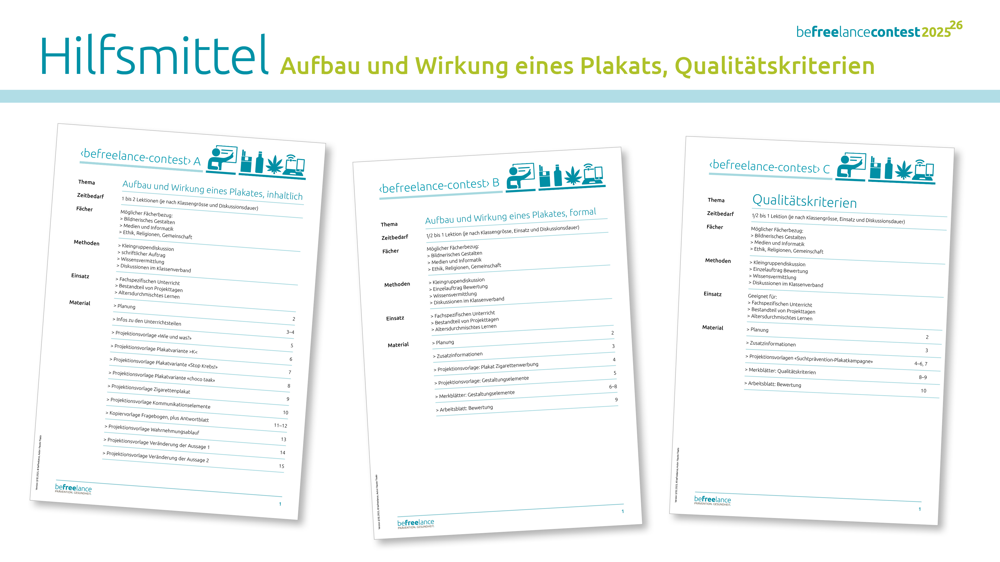 befreelancecontest 2025 26
Hilfsmittel Aufbau und Wirkung eines Plakats, Qualitätskriterien
‹befreelance-contest› A
Thema Aufbau und Wirkung eines Plakates, inhaltlich
Zeitbedarf 1 bis 2 Lektionen (je nach Klassengrösse und Diskussionsdauer)
Fächer Möglicher Fächerbezug:
> Bildnerisches Gestalten
> Medien und Informatik
> Ethik, Religionen, Gemeinschaft
Methoden > Kleingruppendiskussion
> schriftlicher Auftrag
> Wissensvermittlung
> Diskussionen im Klassenverband
Einsatz > Fachspezifischen Unterricht
> Bestandteil von Projekttagen
> Altersdurchmischtes Lernen
Material > Planung 2
> Infos zu den Unterrichtsteilen 3–4
> Projektionsvorlage «Wie und was?» 5
> Projektionsvorlage Plakatvariante >K< 6
> Projektionsvorlage Plakatvariante «Stop Krebs!» 7
> Projektionsvorlage Plakatvariante «choco taak» 8
> Projektionsvorlage Zigarettenplakat 9
> Projektionsvorlage Kommunikationselemente 10
> Kopiervorlage Fragebogen, plus Antwortblatt 11–12
> Projektionsvorlage Wahrnehmungsablauf 13
> Projektionsvorlage Veränderung der Aussage 1 14
> Projektionsvorlage Veränderung der Aussage 2 15
Version 3/ 02.2025, © befreelance, Autor: Fausto Tisato
befreelance
PRÄVENTION. GESUNDHEIT.
1
‹befreelance-contest› B
Thema Aufbau und Wirkung eines Plakates, formal
Zeitbedarf 1/2 bis 1 Lektion (je nach Klassengrösse, Einsatz und Diskussionsdauer)
Fächer Möglicher Fächerbezug:
> Bildnerisches Gestalten
> Medien und Informatik
> Ethik, Religionen, Gemeinschaft
Methoden > Kleingruppendiskussion
> Einzelauftrag Bewertung
> Wissensvermittlung
> Diskussionen im Klassenverband
Einsatz > Fachspezifischen Unterricht
> Bestandteil von Projekttagen
> Altersdurchmischtes Lernen
Material > Planung 2
> Zusatzinformationen 3
> Projektionsvorlage: Plakat Zigarettenwerbung 4
> Projektionsvorlage: Gestaltungselemente 5
> Merkblätter: Gestaltungselemente 6–8
> Arbeitsblatt: Bewertung 9
Version 3/ 02.2025, © befreelance, Autor: Fausto Tisato
befreelance
PRÄVENTION. GESUNDHEIT.
1
‹befreelance-contest› C
Thema Qualitätskriterien
Zeitbedarf 1/2 bis 1 Lektion (je nach Klassengrösse, Einsatz und Diskussionsdauer)
Fächer Möglicher Fächerbezug:
> Bildnerisches Gestalten
> Medien und Informatik
> Ethik, Religionen, Gemeinschaft
Methoden > Kleingruppendiskussion
> Einzelauftrag Bewertung
> Wissensvermittlung
> Diskussionen im Klassenverband
Einsatz Geeignet für:
> Fachspezifischen Unterricht
> Bestandteil von Projekttagen
> Altersdurchmischtes Lernen
Material > Planung 2
> Zusatzinformationen 3
> Projektionsvorlagen «Suchtprävention-Plakatkampagne» 4–6, 7
> Merkblätter: Qualitätskriterien 8–9
> Arbeitsblatt: Bewertung 10
Version 3/ 02.2025, © befreelance, Autor: Fausto Tisato
befreelance
PRÄVENTION. GESUNDHEIT.
1